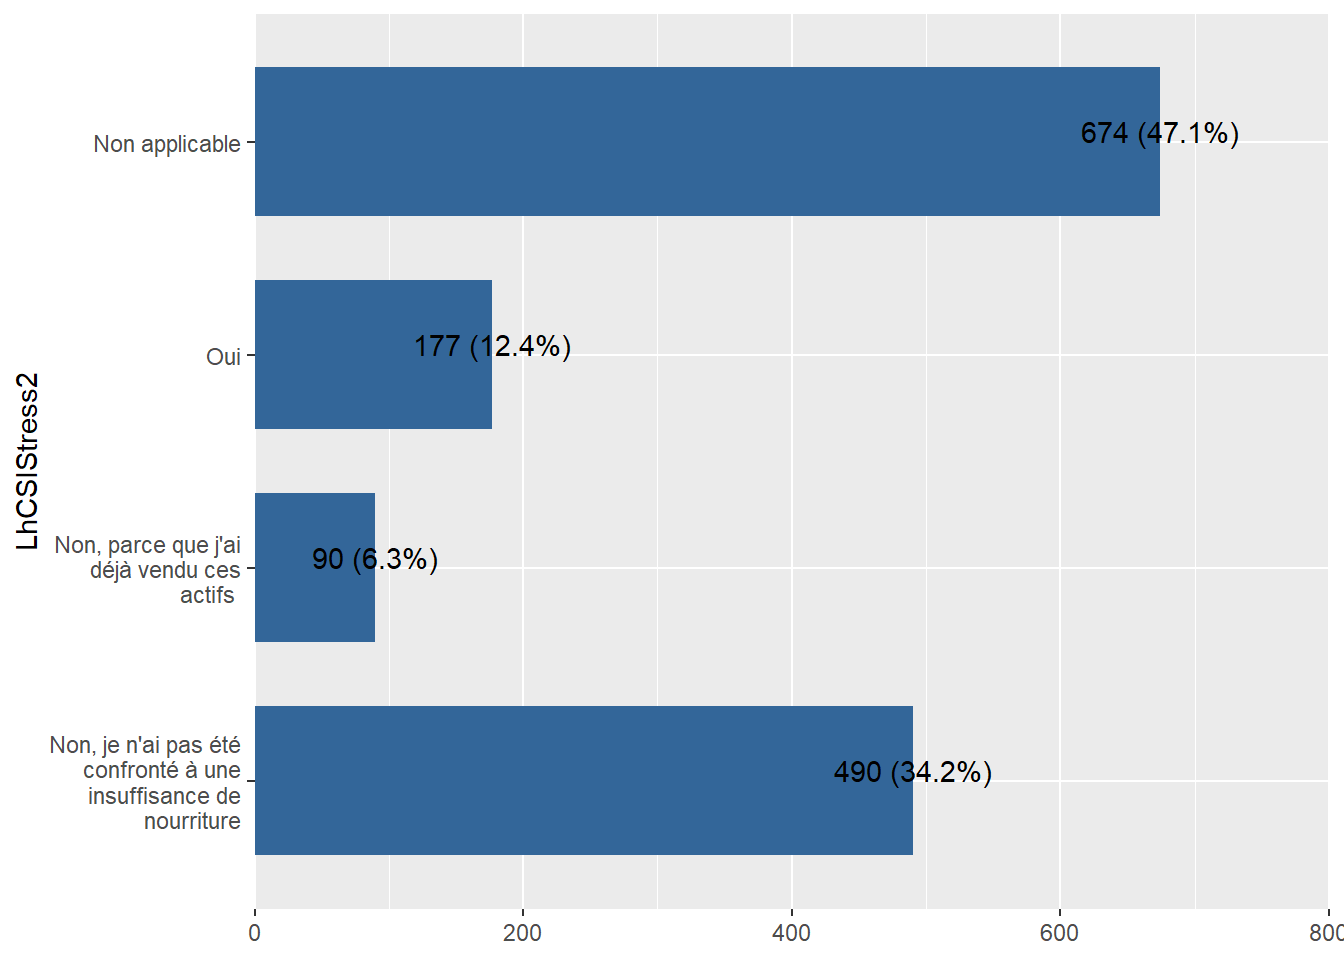 Non applicable
674 (47.1%)
Oui
177 (12.4%)
LhCSIStress2
Non, parce que j'ai
déjà vendu ces
actifs
90 (6.3%)
Non, je n'ai pas été
confronté à une
insuffisance de
nourriture
490 (34.2%)
0
200
400
600
800